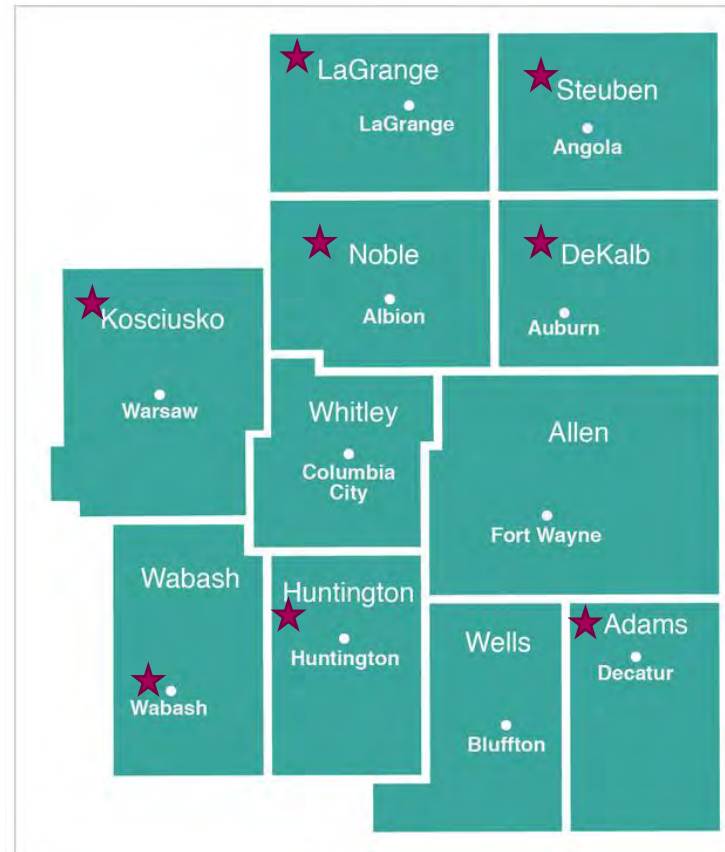 LaGrange
LaGrange
Steuben
Angola
Noble
Albion
DeKalb
Auburn
Kosciusko
Warsaw
Whitley
Columbia
City
Allen
Fort Wayne
Wabash
Wabash
Huntington
Huntington
Wells
Bluffton
Adams
Decatur